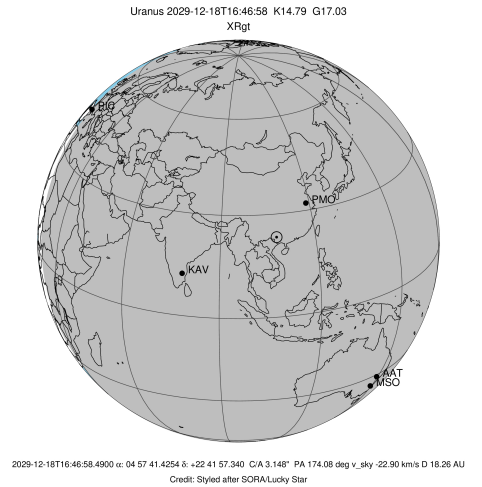 Uranus 2029-12-18T16:46:58 K14.79 G17.03
XRgt
PIC
PMO
KAV
AAT
MSO
2029-12-18T16:46:58.4900 α: 04 57 41.4254 δ: +22 41 57.340 C/A 3.148" PA 174.08 deg v_sky -22.90 km/s D 18.26 AU
Credit: Styled after SORA/Lucky Star